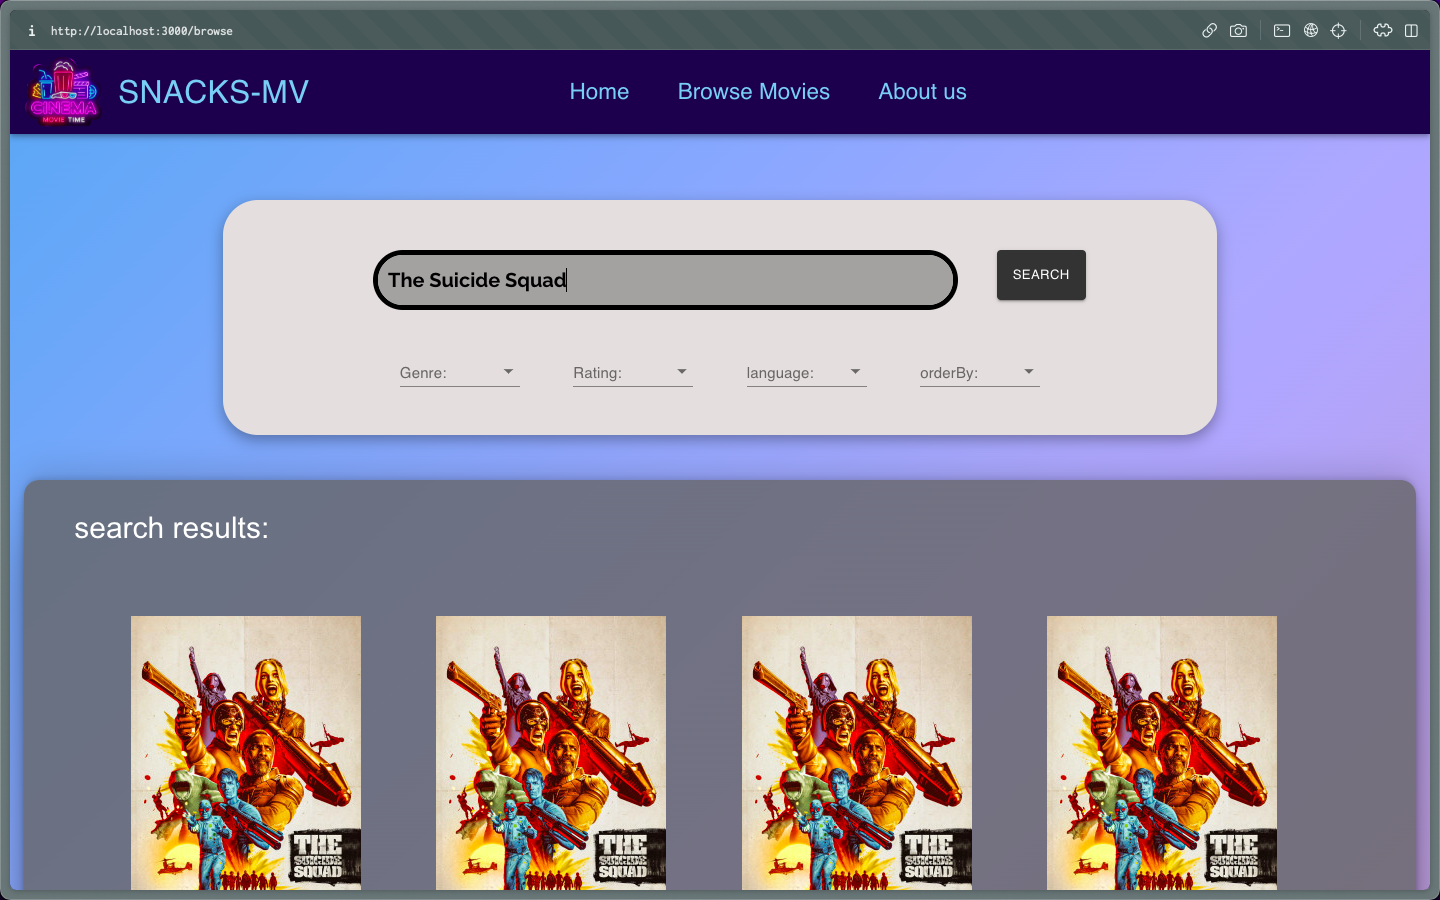 http://localhost:3000/browse
CINEMA
MOVIE TIME
SNACKS-MV
Home
Browse Movies
About us
The Suicide Squad
SEARCH
Genre:
Rating:
language:
orderBy:
search results:
THE
SUICIDE
SQUAD
THE
SUICIDE
SQUAD
THE
SUICIDE
SQUAD
THE
SUICIDE
SQUAD